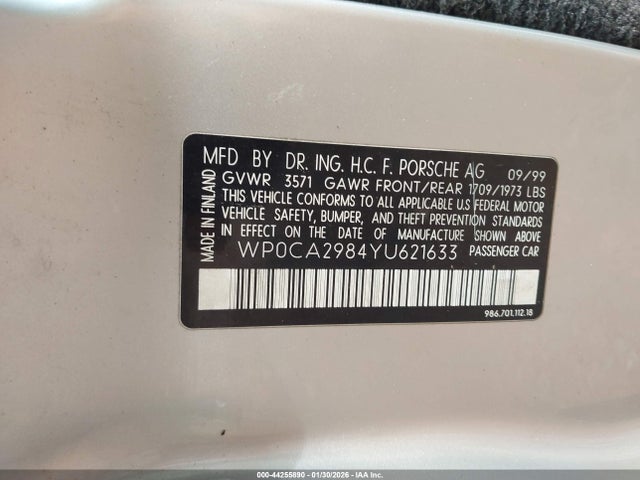 MFD BY DR. ING. H.C. F. PORSCHE AG 09/99
GVWR 3571 GAWR FRONT/REAR 1709/1973 LBS
THIS VEHICLE CONFORMS TO ALL APPLICABLE U.S FEDERAL MOTOR
VEHICLE SAFETY, BUMPER, AND THEFT PREVENTION STANDARDS
IN EFFECT ON THE DATE OF MANUFACTURE SHOWN ABOVE
WP0CA2984YU621633 PASSENGER CAR
MADE IN FINLAND
986.701.112.18
000-44255890 - 01/30/2026 - IAA Inc.